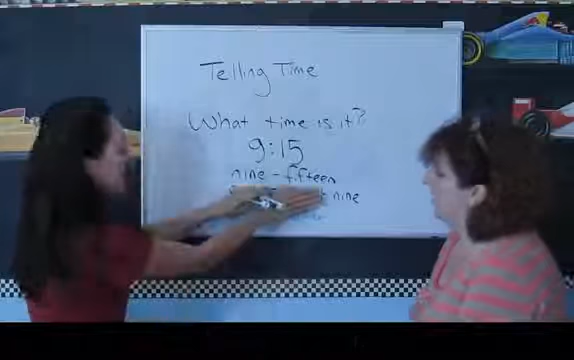 Telling Time
What time is it?
9:15
nine - fifteen
nine